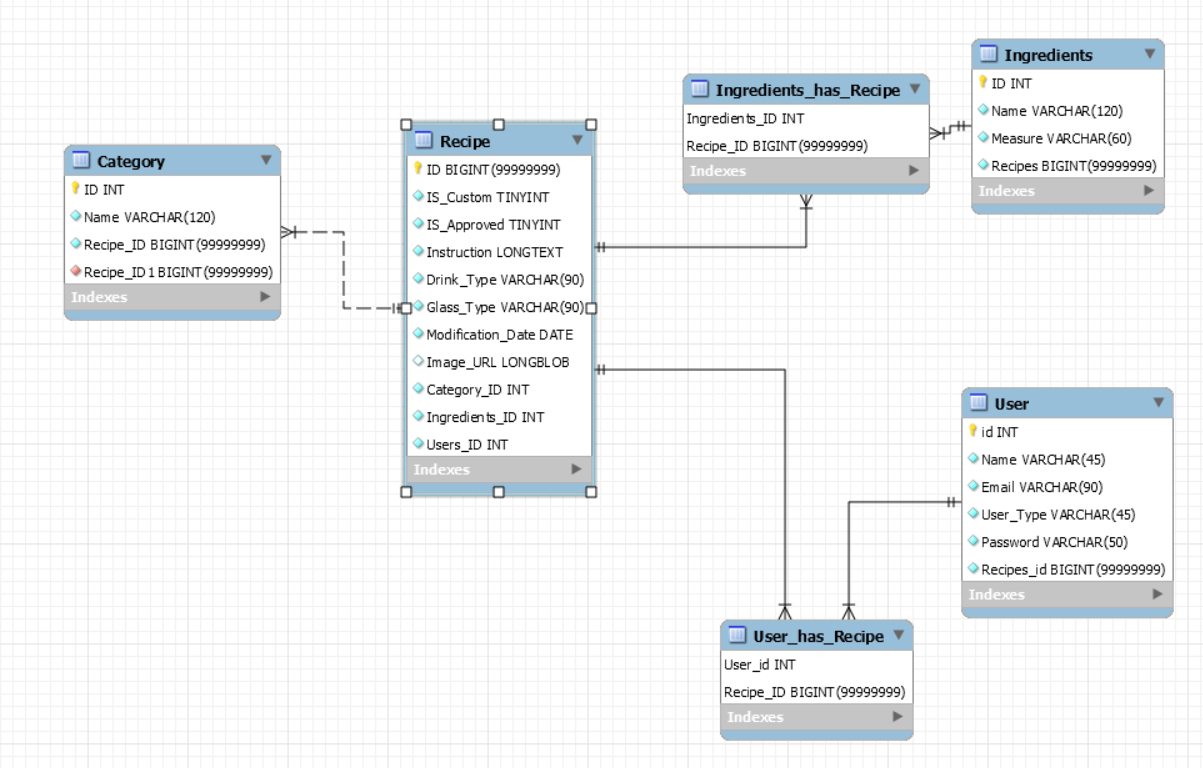 Category
ID INT
Name VARCHAR(120)
Recipe_ID BIGINT(99999999)
Recipe_ID1 BIGINT(99999999)
Indexes
Recipe
ID BIGINT(99999999)
IS_Custom TINYINT
IS_Approved TINYINT
Instruction LONGTEXT
Drink_Type VARCHAR(90)
Glass_Type VARCHAR(90)
Modification_Date DATE
Image_URL LONGBLOB
Category_ID INT
Ingredients_ID INT
Users_ID INT
Indexes
Ingredients_has_Recipe
Ingredients_ID INT
Recipe_ID BIGINT(99999999)
Indexes
Ingredients
ID INT
Name VARCHAR(120)
Measure VARCHAR(60)
Recipes BIGINT(99999999)
Indexes
User
id INT
Name VARCHAR(45)
Email VARCHAR(90)
User_Type VARCHAR(45)
Password VARCHAR(50)
Recipes_id BIGINT(99999999)
Indexes
User_has_Recipe
User_id INT
Recipe_ID BIGINT(99999999)
Indexes